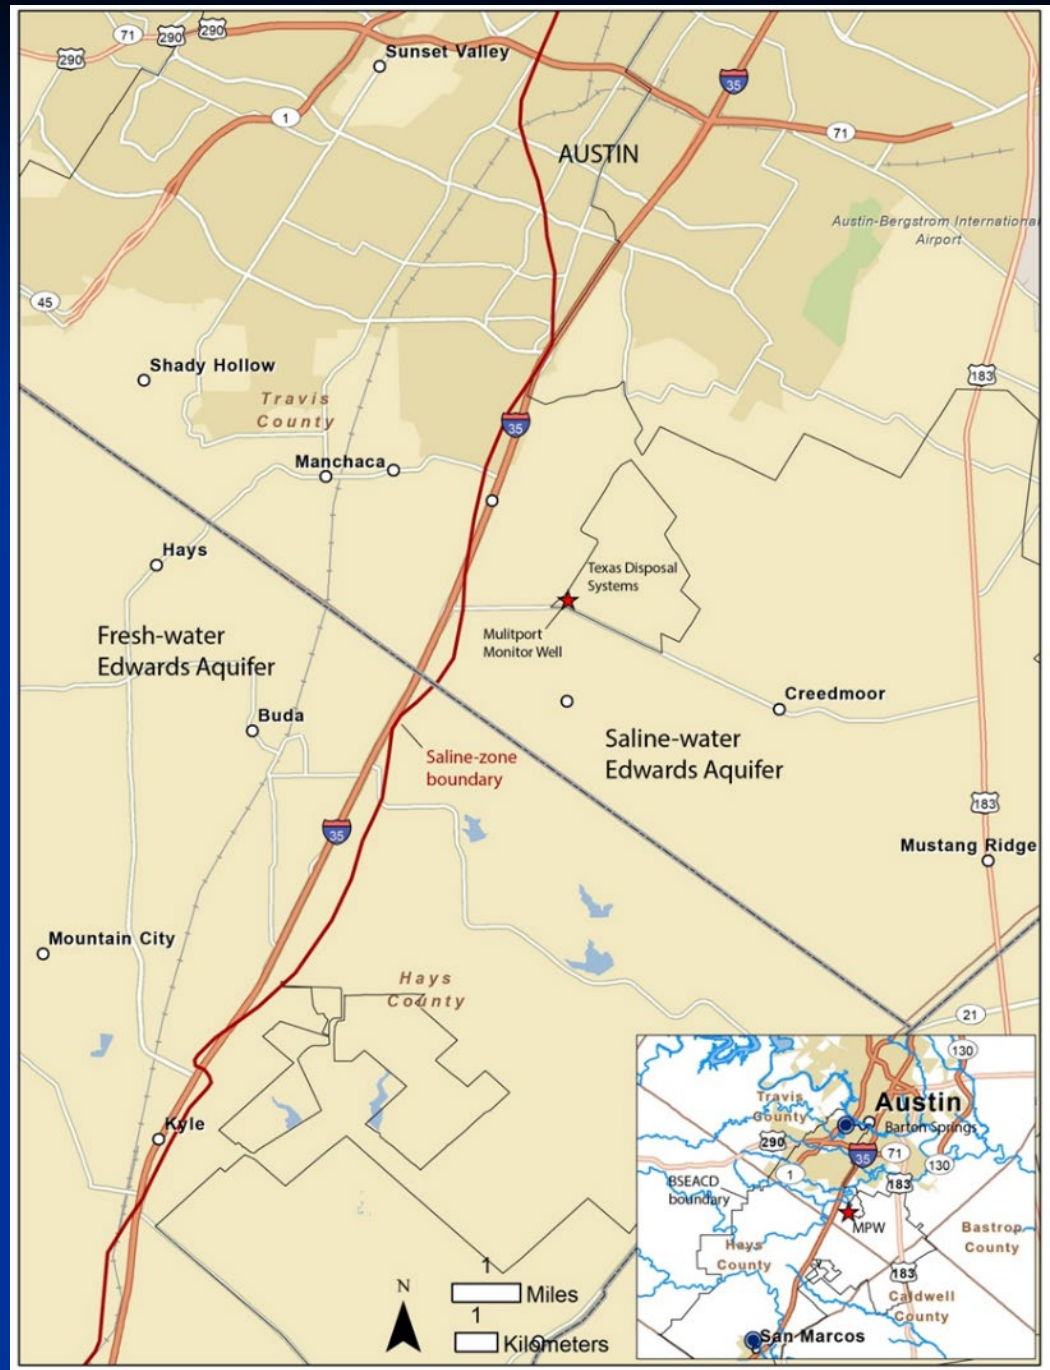 71
290
290
290
Sunset Valley
35
1
71
AUSTIN
Austin-Bergstrom International
Airport
45
Shady Hollow
183
Travis
County
35
Manchaca
Hays
Texas Disposal
Systems
Fresh-water
Edwards Aquifer
Mulitport
Monitor Well
Creedmoor
Buda
Saline-water
Edwards Aquifer
Saline-zone
boundary
183
35
Mustang Ridge
Mountain City
Hays
County
21
Kyle
130
Travis
County
Austin
Barton Springs
290
35
71
130
1
183
BSEACD
boundary
MPW
Bastrop
County
Hays
County
183
Caldwell
County
San Marcos
N
1
Miles
1
Kilometers